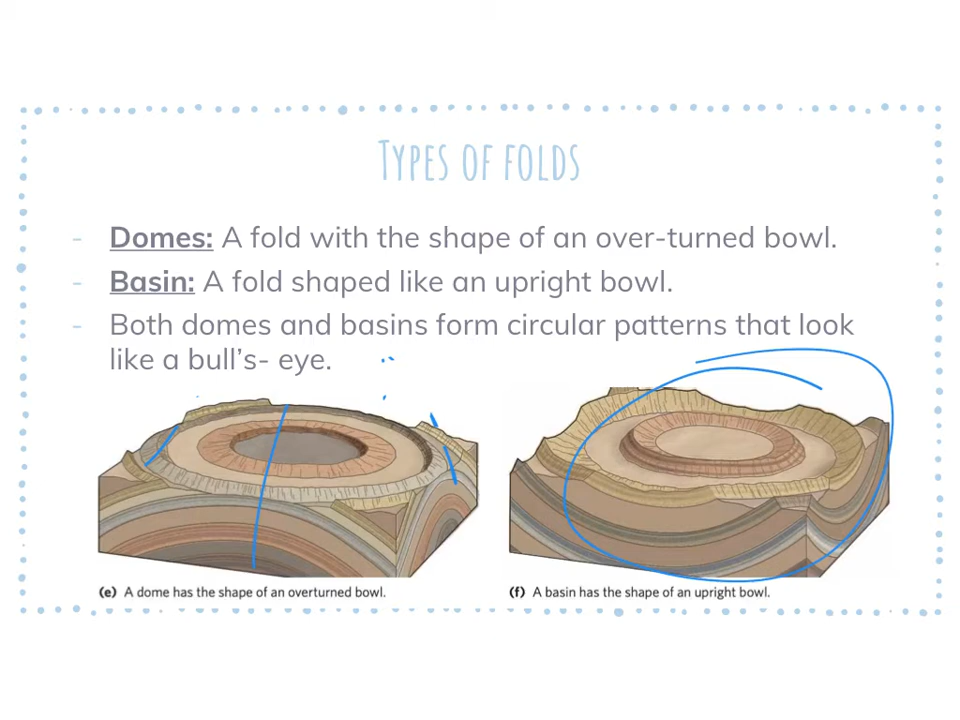 Types of folds
- Domes: A fold with the shape of an over-turned bowl.
- Basin: A fold shaped like an upright bowl.
- Both domes and basins form circular patterns that look
like a bull's- eye.
(e) A dome has the shape of an overturned bowl.
(f) A basin has the shape of an upright bowl.